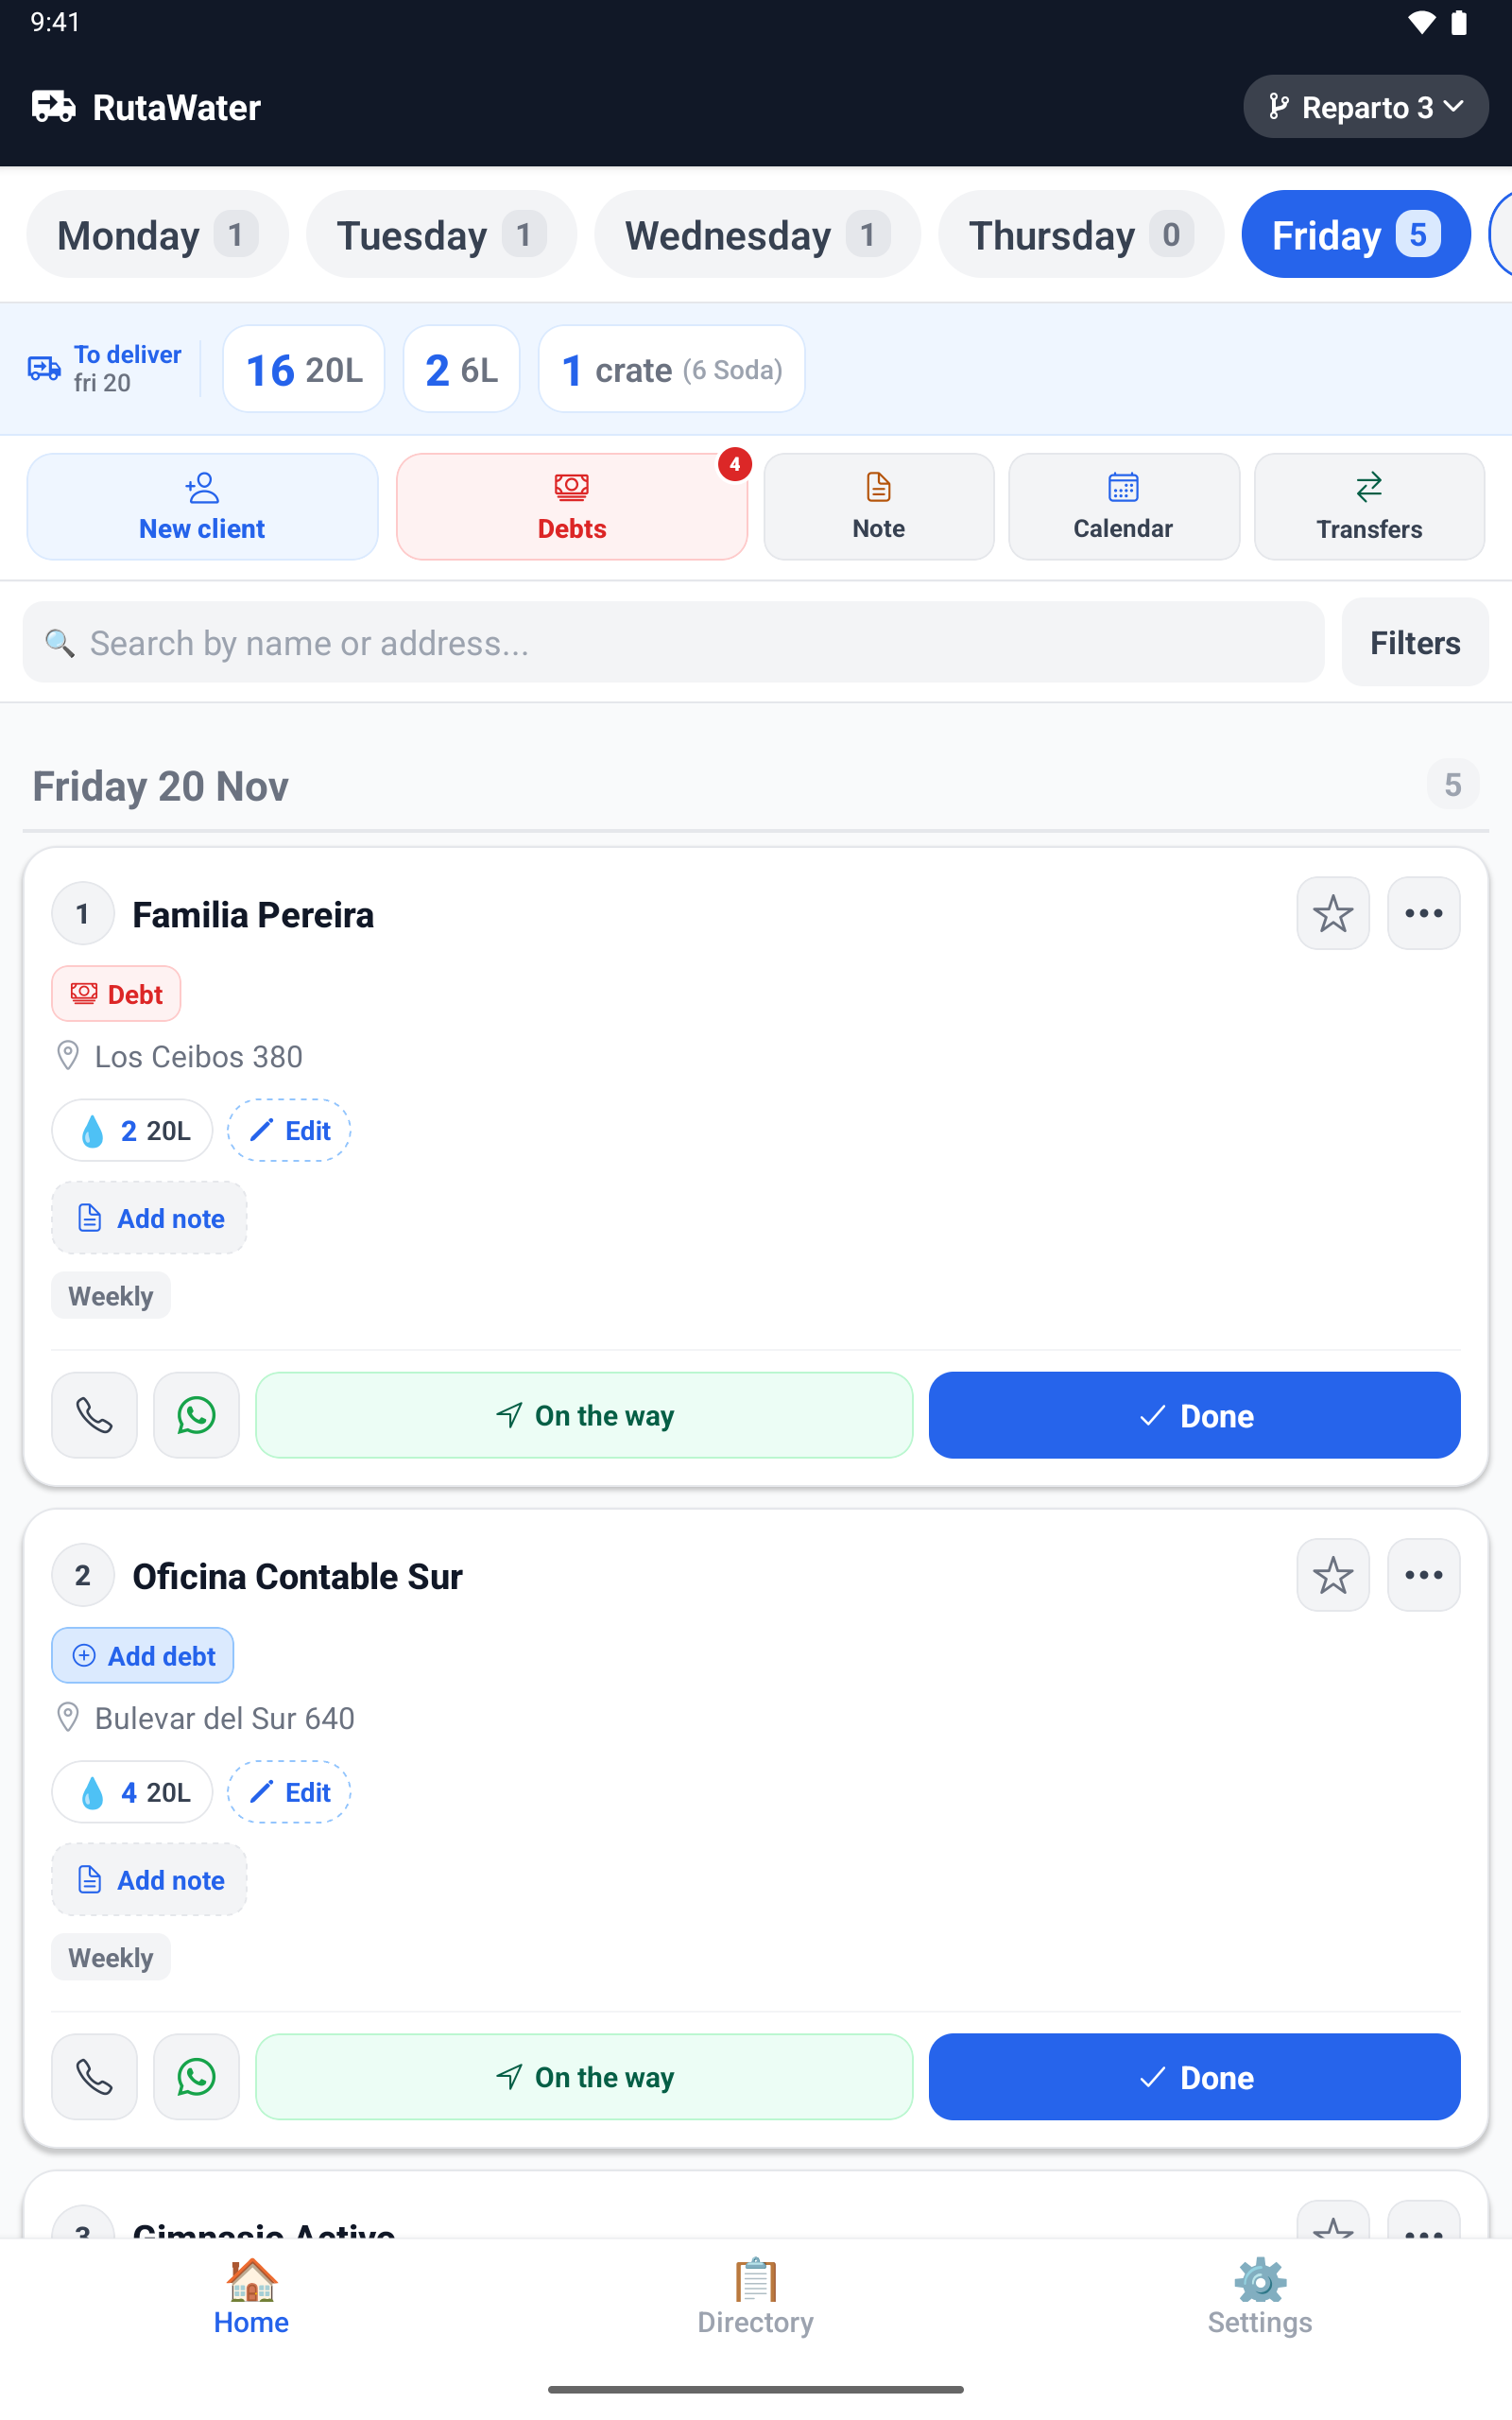 9:41
RutaWater
Reparto 3
Monday 1
Tuesday 1
Wednesday 1
Thursday 0
Friday 5
To deliver
fri 20
16 20L
2 6L
1 crate (6 Soda)
New client
Debts
4
Note
Calendar
Transfers
Search by name or address...
Filters
Friday 20 Nov
5
1 Familia Pereira
Debt
Los Ceibos 380
2 20L
Edit
Add note
Weekly
On the way
Done
2 Oficina Contable Sur
Add debt
Bulevar del Sur 640
4 20L
Edit
Add note
Weekly
On the way
Done
3 Gimnasio Activo
Home
Directory
Settings